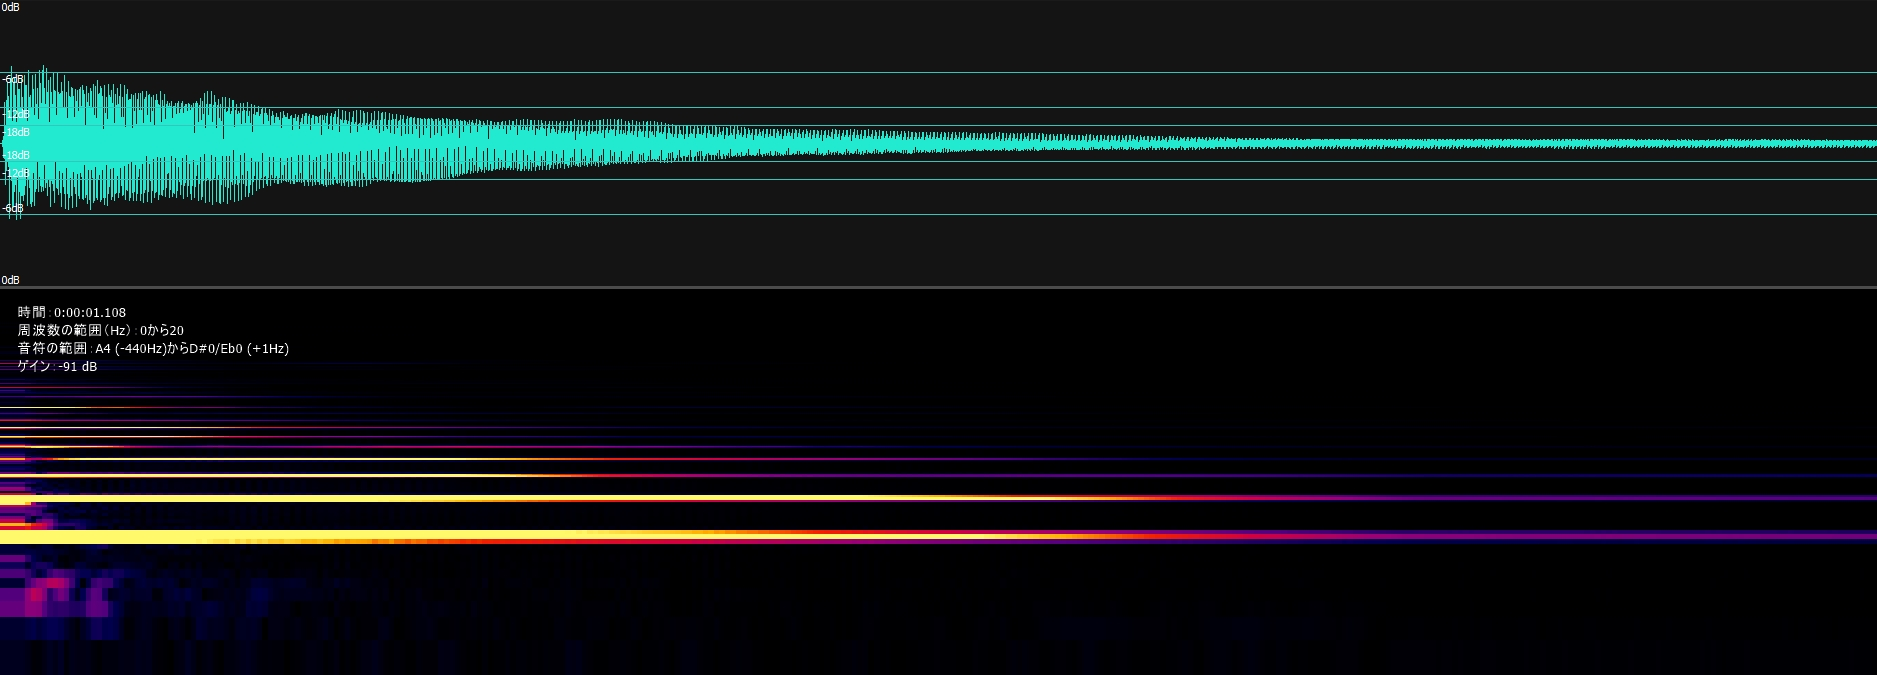 0dB
-6dB
-12dB
-18dB
-18dB
-12dB
-6dB
0dB
時間:0:00:01.108
周波数の範囲(Hz):0から20
音符の範囲:A4 (-440Hz)からD#0/Eb0 (+1Hz)
ゲイン:-91 dB